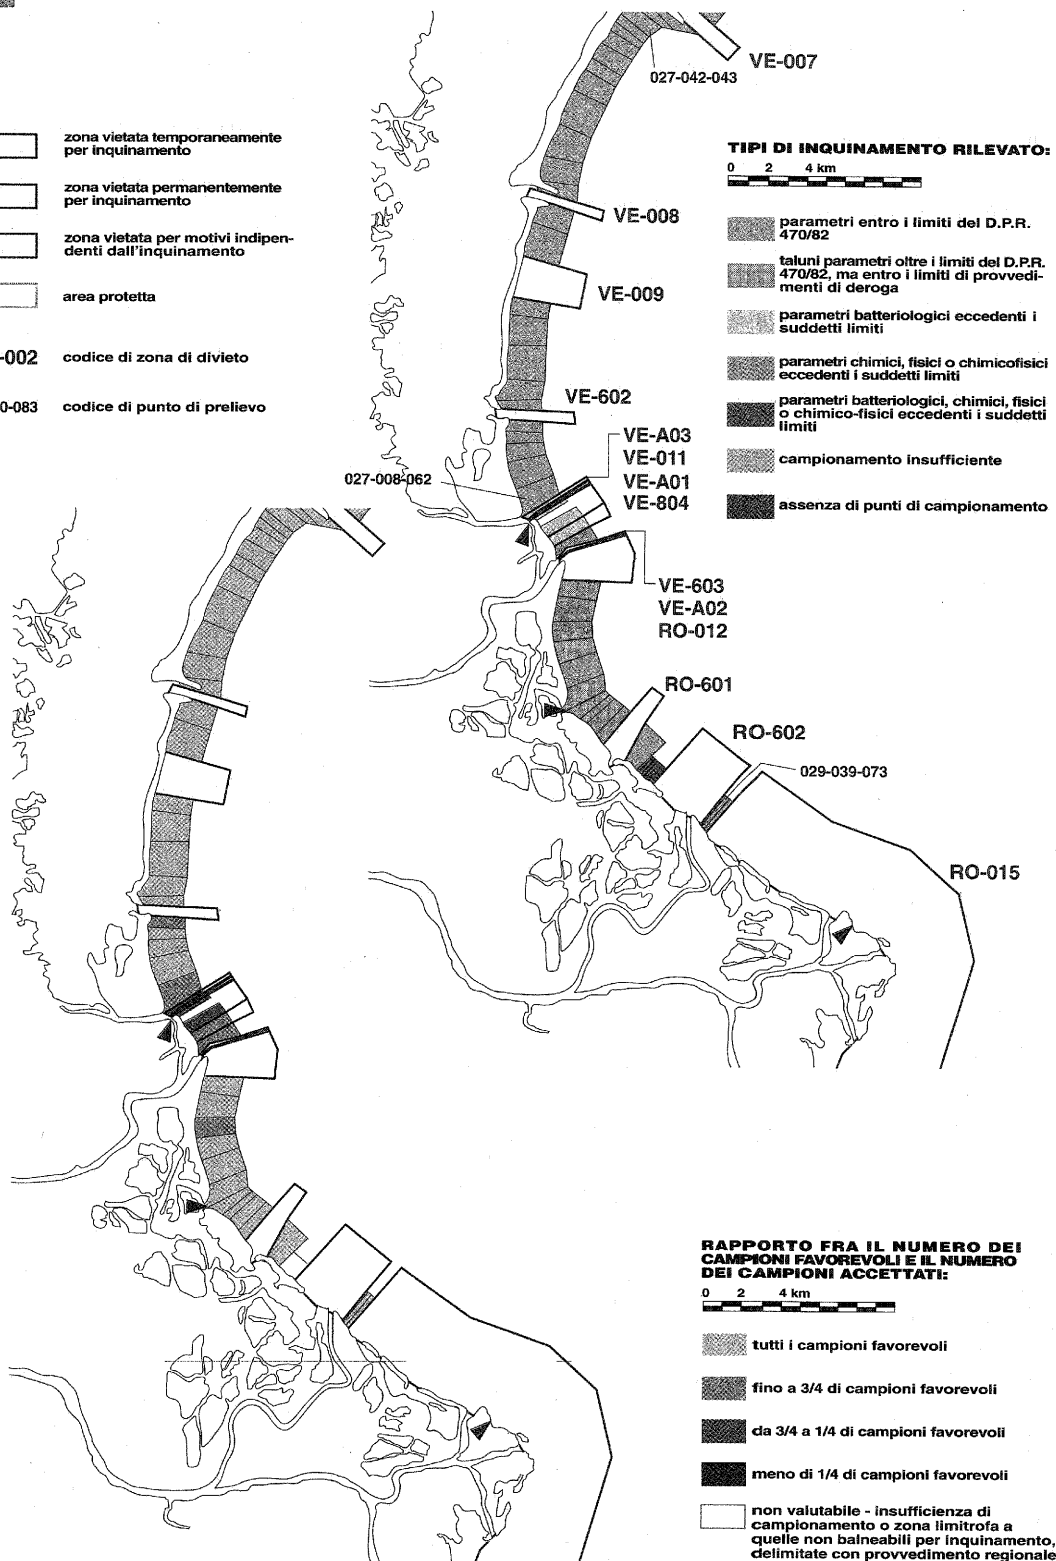 VE-007
027-042-043
zona vietata temporaneamente
per inquinamento
zona vietata permanentemente
per inquinamento
zona vietata per motivi indipen-
denti dall'inquinamento
area protetta
-002 codice di zona di divieto
0-083 codice di punto di prelievo
TIPI DI INQUINAMENTO RILEVATO:
0 2 4 km
parametri entro i limiti del D.P.R.
470/82
taluni parametri oltre i limiti del D.P.R.
470/82, ma entro i limiti di provvedi-
menti di deroga
parametri batteriologici eccedenti i
suddetti limiti
parametri chimici, fisici o chimicofisici
eccedenti i suddetti limiti
parametri batteriologici, chimici, fisici
o chimico-fisici eccedenti i suddetti
limiti
campionamento insufficiente
assenza di punti di campionamento
VE-008
VE-009
VE-602
VE-A03
VE-011
VE-A01
VE-804
027-008-062
VE-603
VE-A02
RO-012
RO-601
RO-602
029-039-073
RO-015
RAPPORTO FRA IL NUMERO DEI
CAMPIONI FAVOREVOLI E IL NUMERO
DEI CAMPIONI ACCETTATI:
0 2 4 km
tutti i campioni favorevoli
fino a 3/4 di campioni favorevoli
da 3/4 a 1/4 di campioni favorevoli
meno di 1/4 di campioni favorevoli
non valutabile - insufficienza di
campionamento o zona limitrofa a
quelle non balneabili per inquinamento,
delimitate con provvedimento regionale